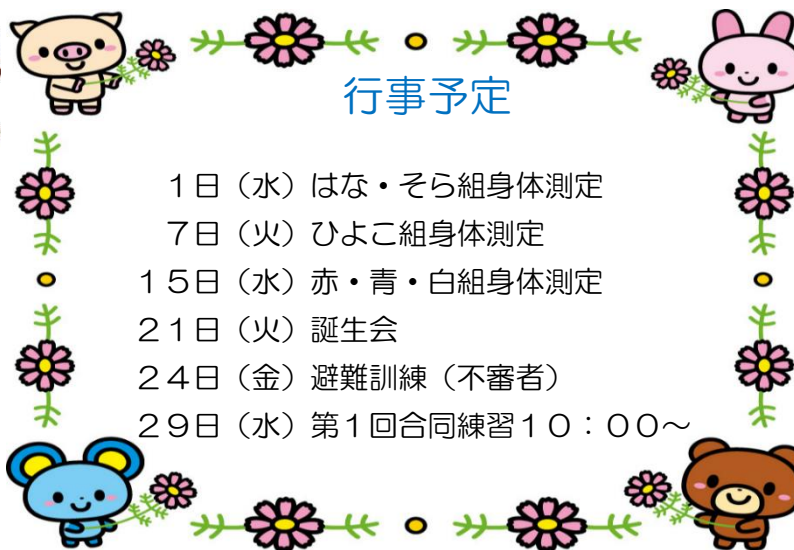 行事予定
１日（水）はな・そら組身体測定
７日（火）ひよこ組身体測定
１５日（水）赤・青・白組身体測定
２１日（火）誕生会
２４日（金）避難訓練（不審者）
２９日（水）第１回合同練習１０：００～